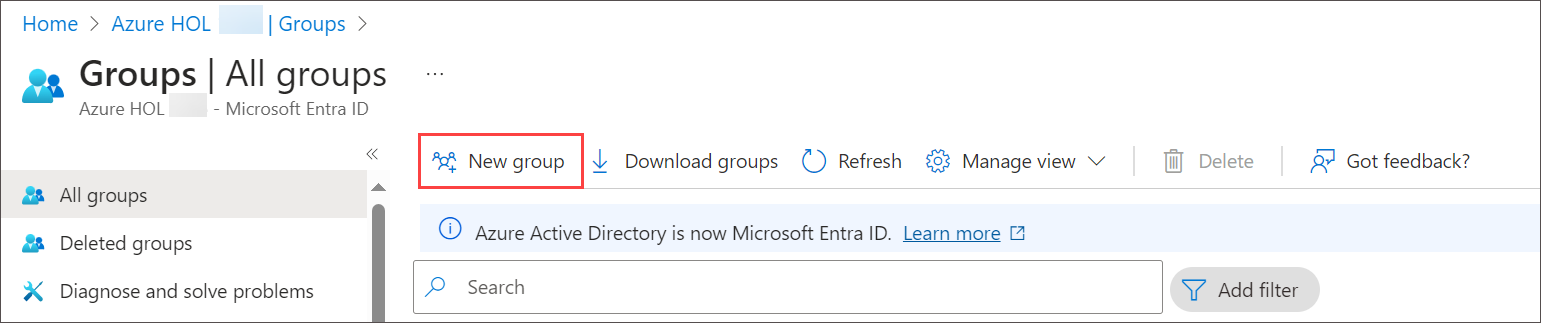 Home > Azure HOL | Groups >
Groups | All groups ...
Azure HOL - Microsoft Entra ID
New group Download groups Refresh Manage view Delete Got feedback?
All groups
Azure Active Directory is now Microsoft Entra ID. Learn more
Deleted groups
Search Add filter
Diagnose and solve problems